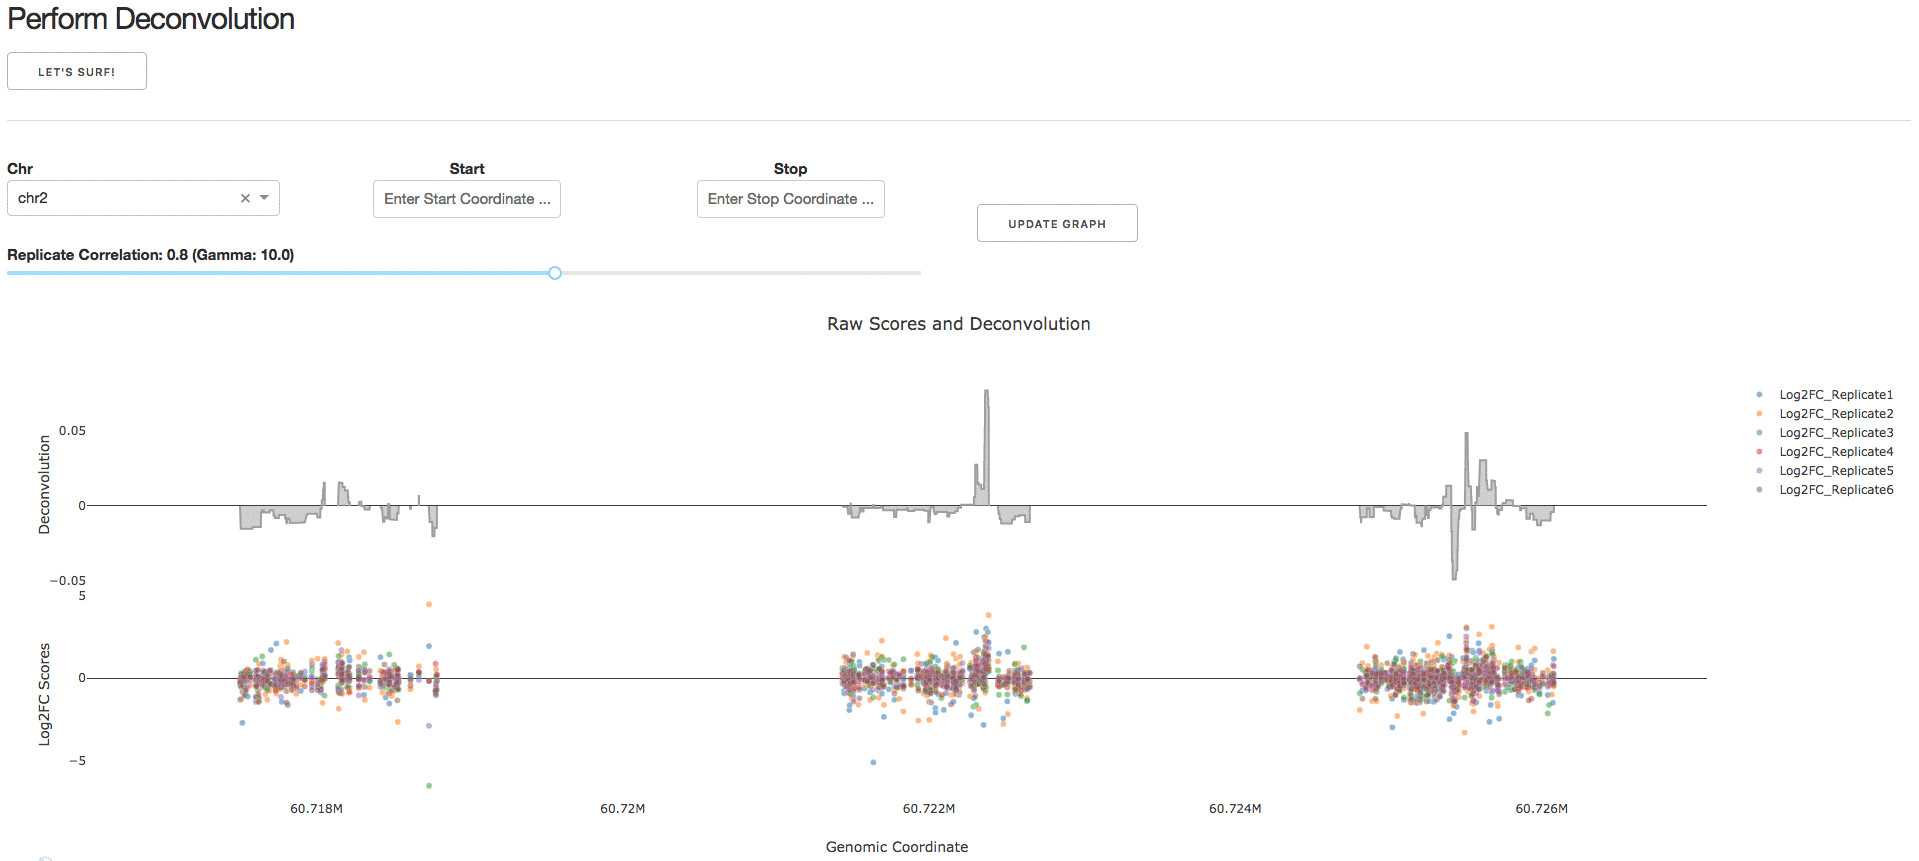 Perform Deconvolution
LET'S SURF!
Chr
Start
Stop
chr2
Enter Start Coordinate ...
Enter Stop Coordinate ...
UPDATE GRAPH
Replicate Correlation: 0.8 (Gamma: 10.0)
Raw Scores and Deconvolution
Log2FC_Replicate1
Log2FC_Replicate2
Log2FC_Replicate3
Log2FC_Replicate4
Log2FC_Replicate5
Log2FC_Replicate6
Deconvolution
0.05
0
−0.05
Log2FC Scores
5
0
−5
60.718M
60.72M
60.722M
60.724M
60.726M
Genomic Coordinate